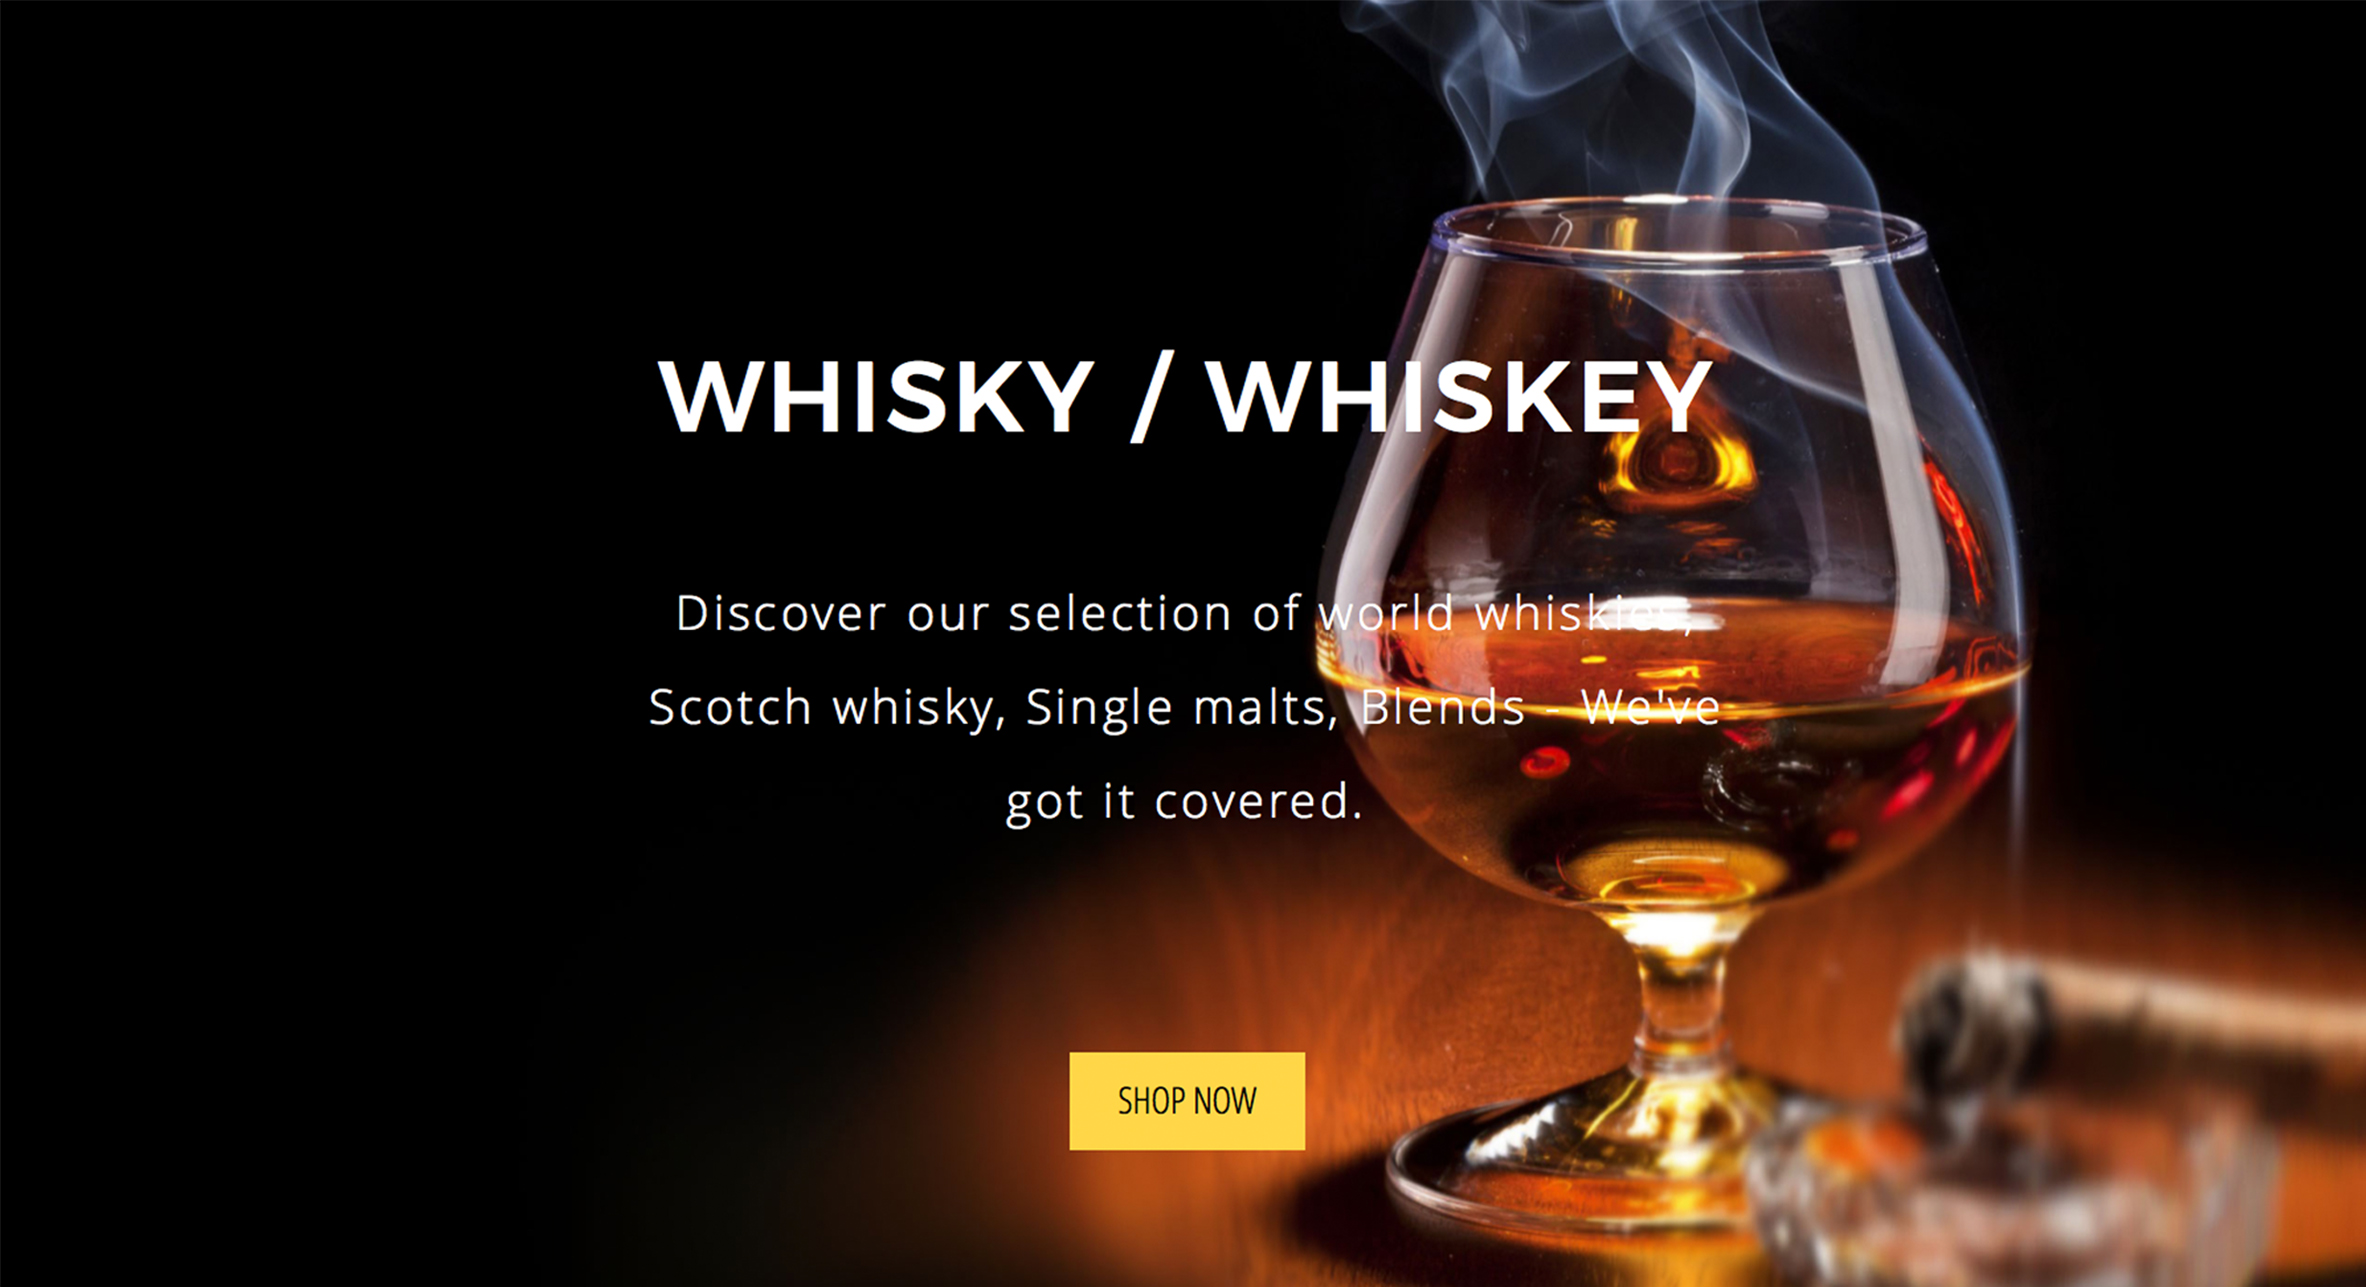 WHISKY / WHISKEY
Discover our selection of world whiskies,
Scotch whisky, Single malts, Blends - We've
got it covered.
SHOP NOW